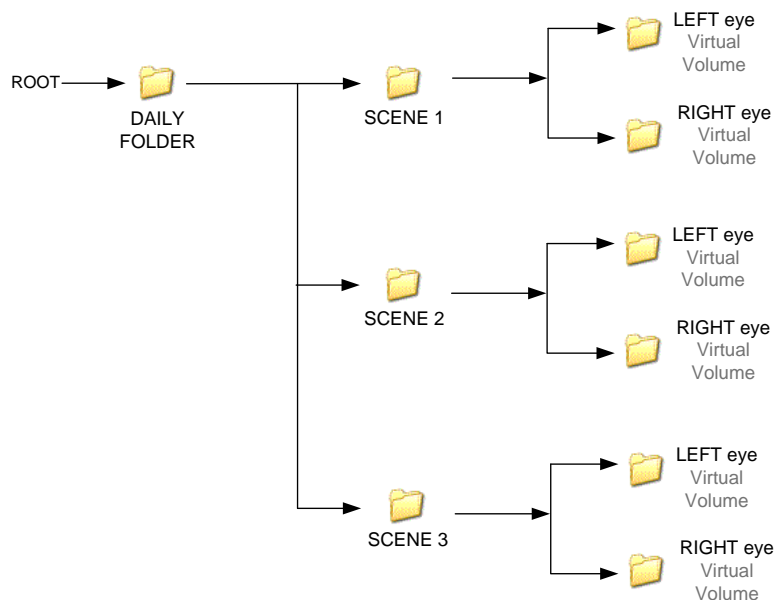 ROOT
DAILY
FOLDER
SCENE 1
LEFT eye
Virtual
Volume
RIGHT eye
Virtual
Volume
SCENE 2
LEFT eye
Virtual
Volume
RIGHT eye
Virtual
Volume
SCENE 3
LEFT eye
Virtual
Volume
RIGHT eye
Virtual
Volume